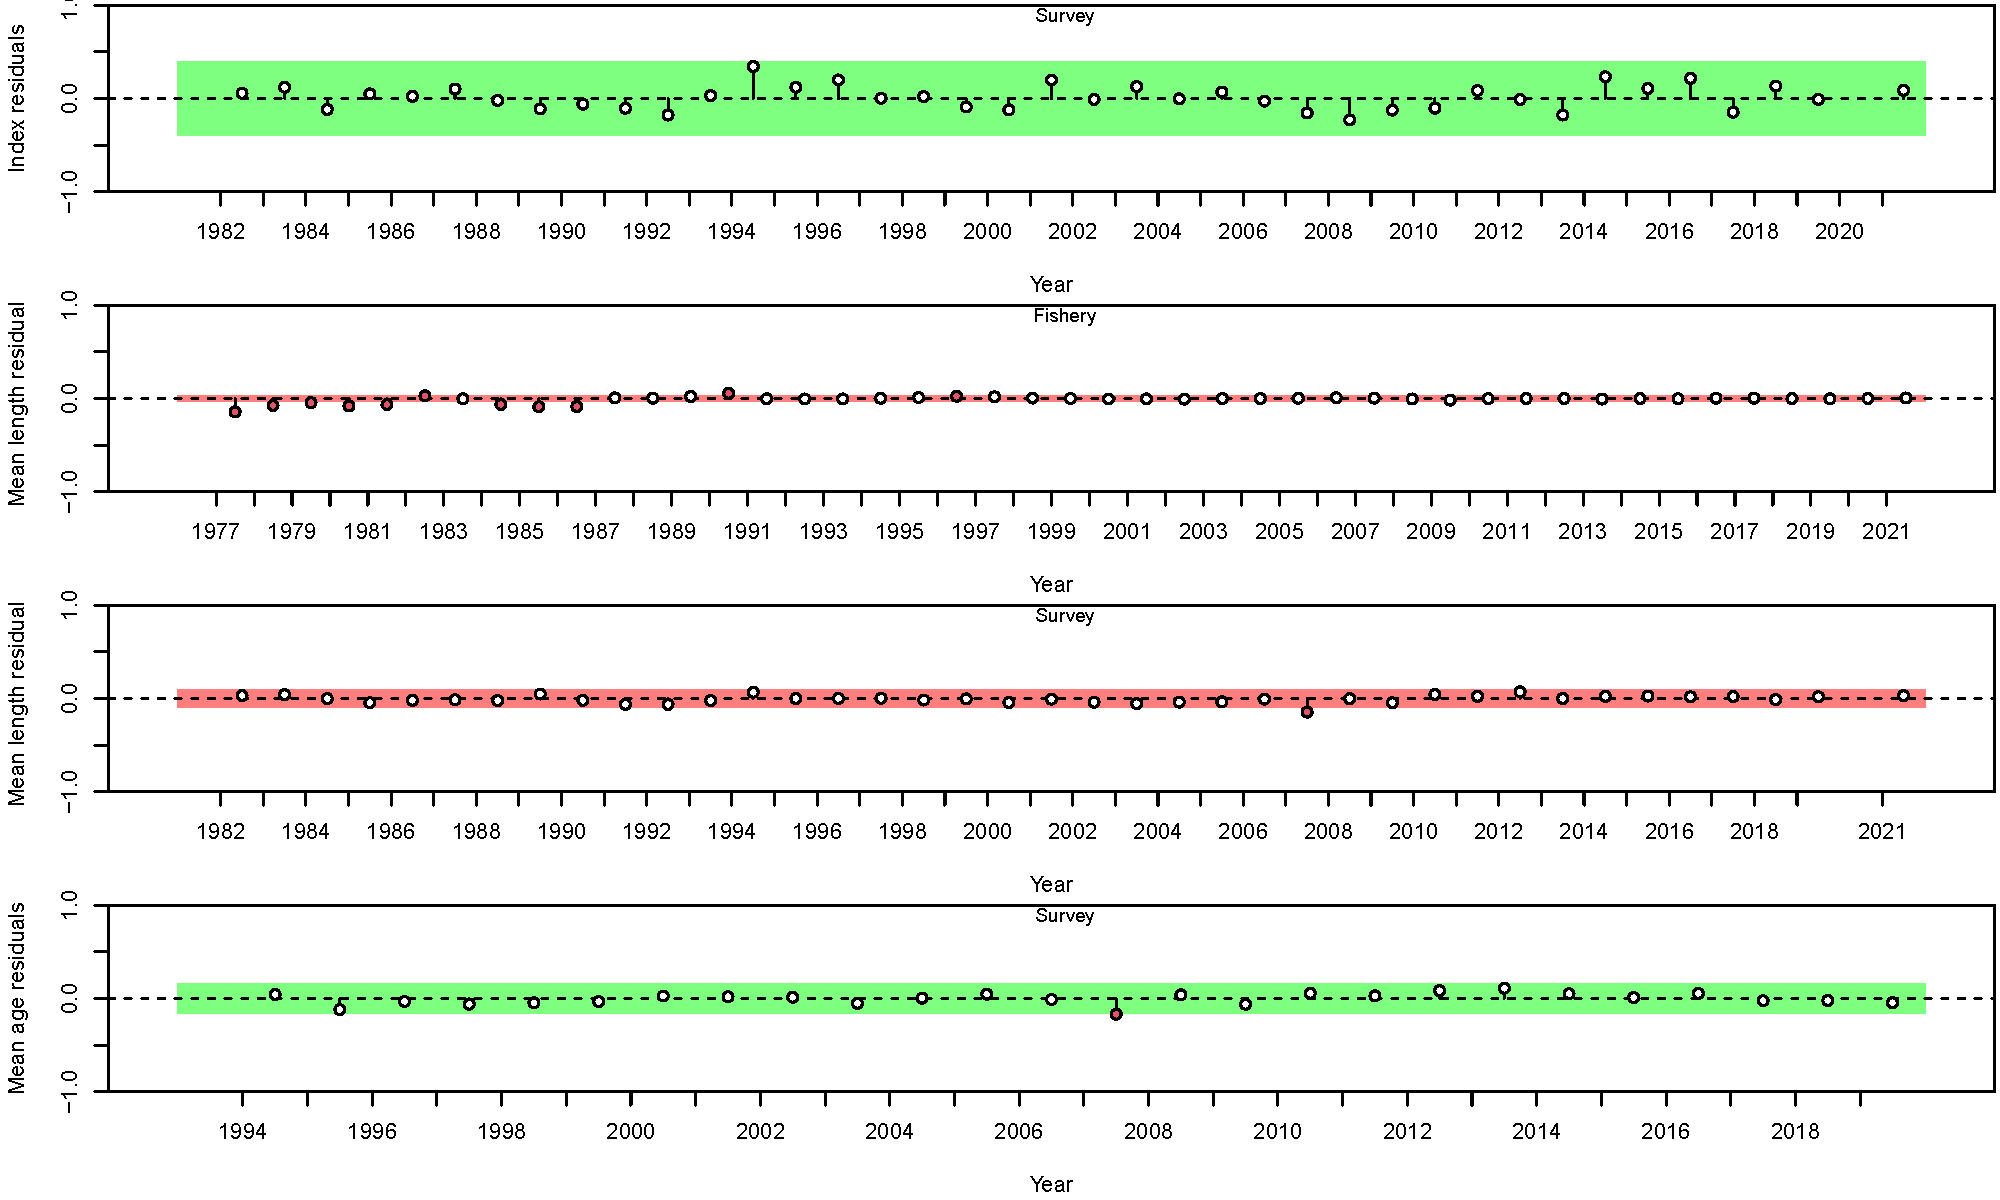 Survey
Index residuals
1.0
0.0
−1.0
1982 1984 1986 1988 1990 1992 1994 1996 1998 2000 2002 2004 2006 2008 2010 2012 2014 2016 2018 2020
Year
Fishery
Mean length residual
1.0
0.0
−1.0
1977 1979 1981 1983 1985 1987 1989 1991 1993 1995 1997 1999 2001 2003 2005 2007 2009 2011 2013 2015 2017 2019 2021
Year
Survey
Mean length residual
1.0
0.0
−1.0
1982 1984 1986 1988 1990 1992 1994 1996 1998 2000 2002 2004 2006 2008 2010 2012 2014 2016 2018 2021
Year
Survey
Mean age residuals
1.0
0.0
−1.0
1994 1996 1998 2000 2002 2004 2006 2008 2010 2012 2014 2016 2018
Year